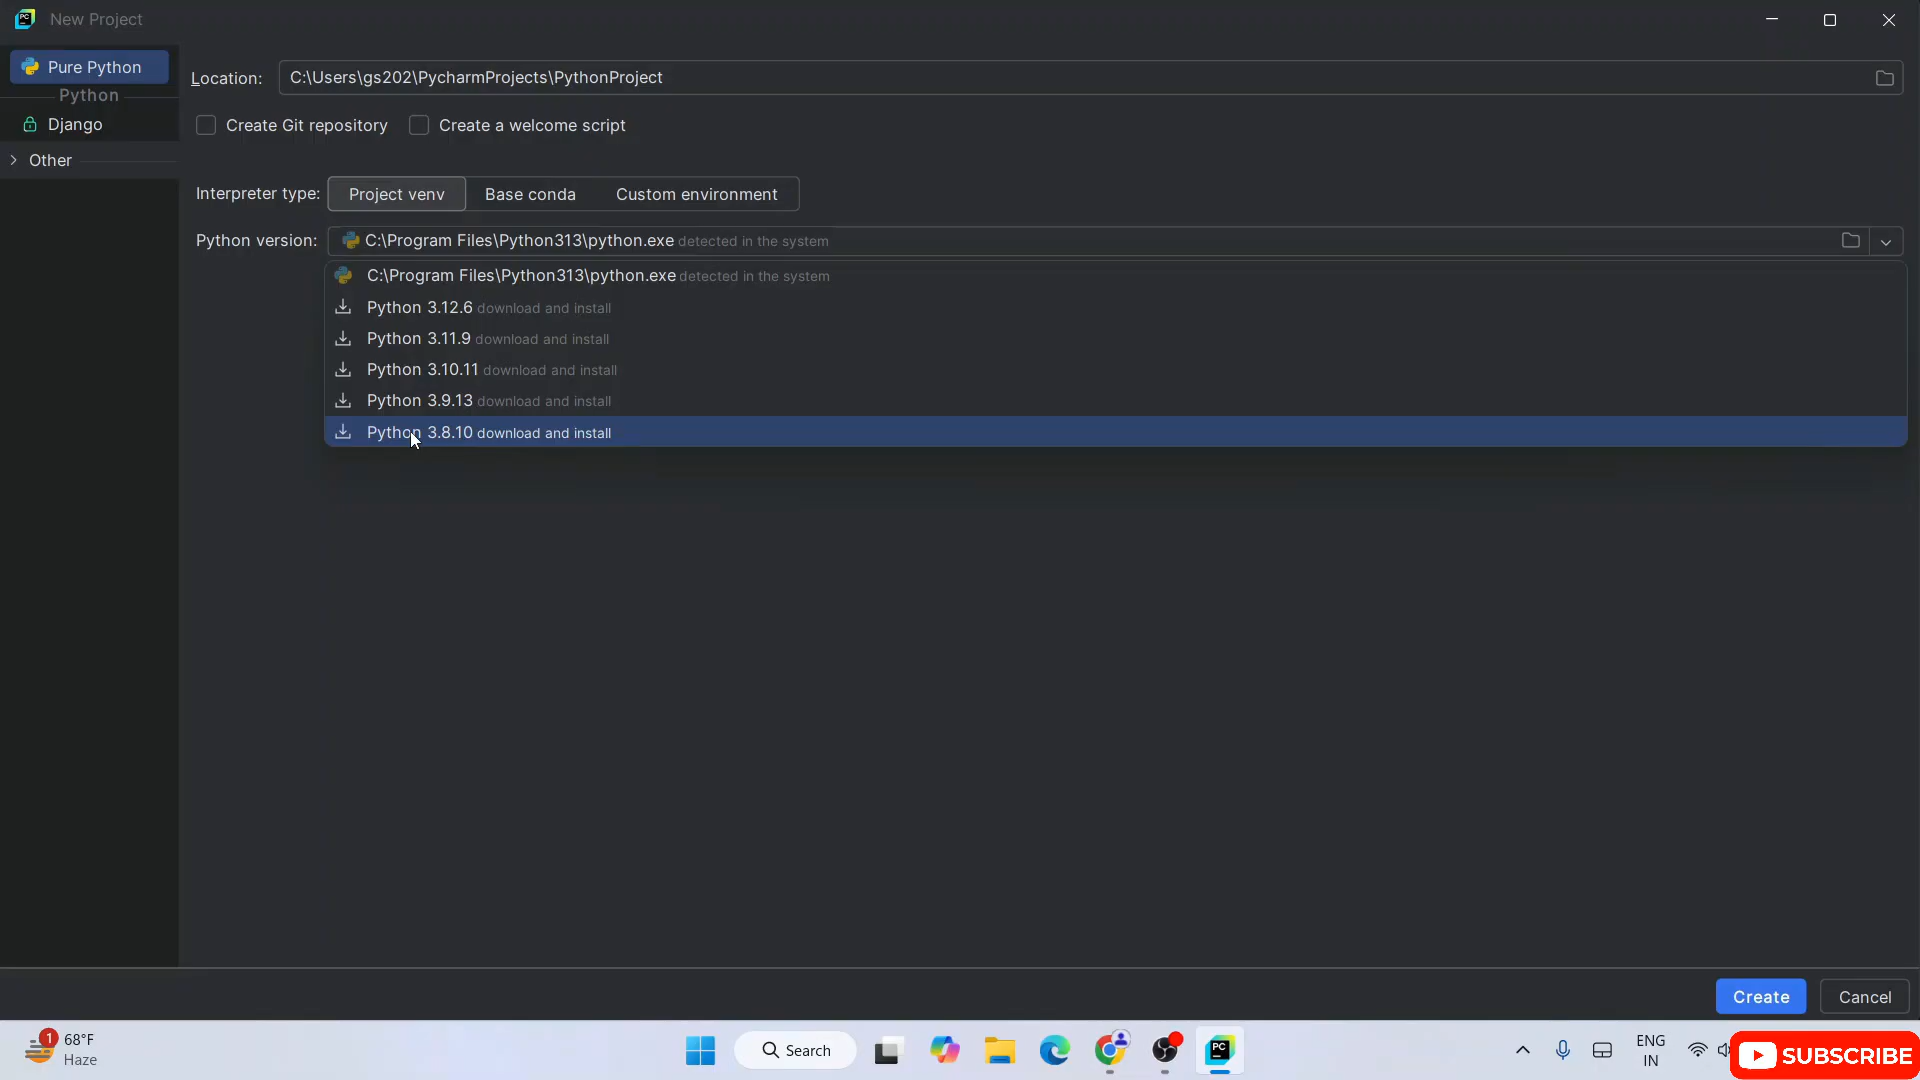 New Project
Pure Python
Python
Django
Other
Location: C:\Users\gs202\PycharmProjects\PythonProject
Create Git repository Create a welcome script
Interpreter type: Project venv Base conda Custom environment
Python version: C:\Program Files\Python313\python.exe detected in the system
C:\Program Files\Python313\python.exe detected in the system
Python 3.12.6 download and install
Python 3.11.9 download and install
Python 3.10.11 download and install
Python 3.9.13 download and install
Python 3.8.10 download and install
Create Cancel
1
68°F
Haze
Search
PC
ENG
IN
SUBSCRIBE